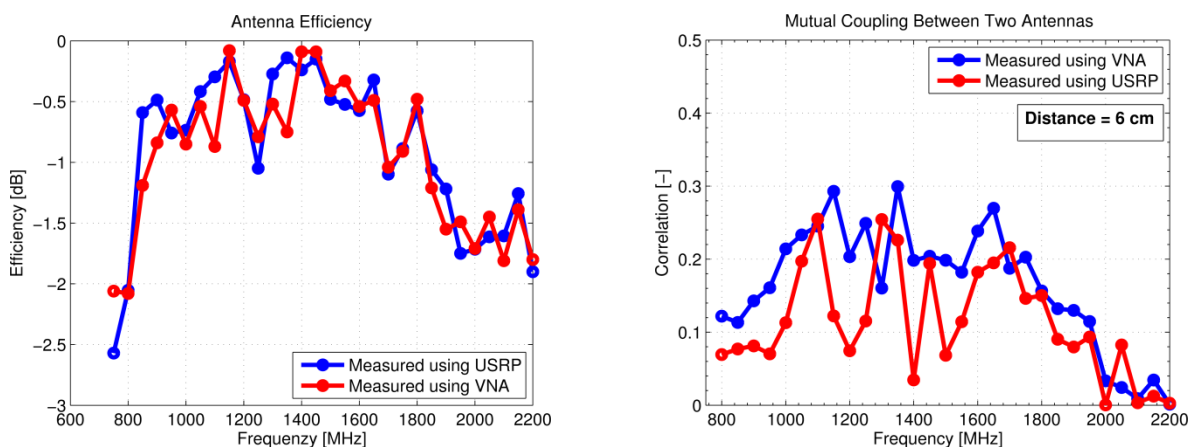 Antenna Efficiency
0
−0.5
−1
−1.5
−2
−2.5
−3
Efficiency [dB]
Measured using USRP
Measured using VNA
600 800 1000 1200 1400 1600 1800 2000 2200
Frequenzy [MHz]
Mutual Coupling Between Two Antennas
0.5
0.4
0.3
0.2
0.1
0
Correlation [-]
Measured using VNA
Measured using USRP
Distance = 6 cm
800 1000 1200 1400 1600 1800 2000 2200
Frequency [MHz]